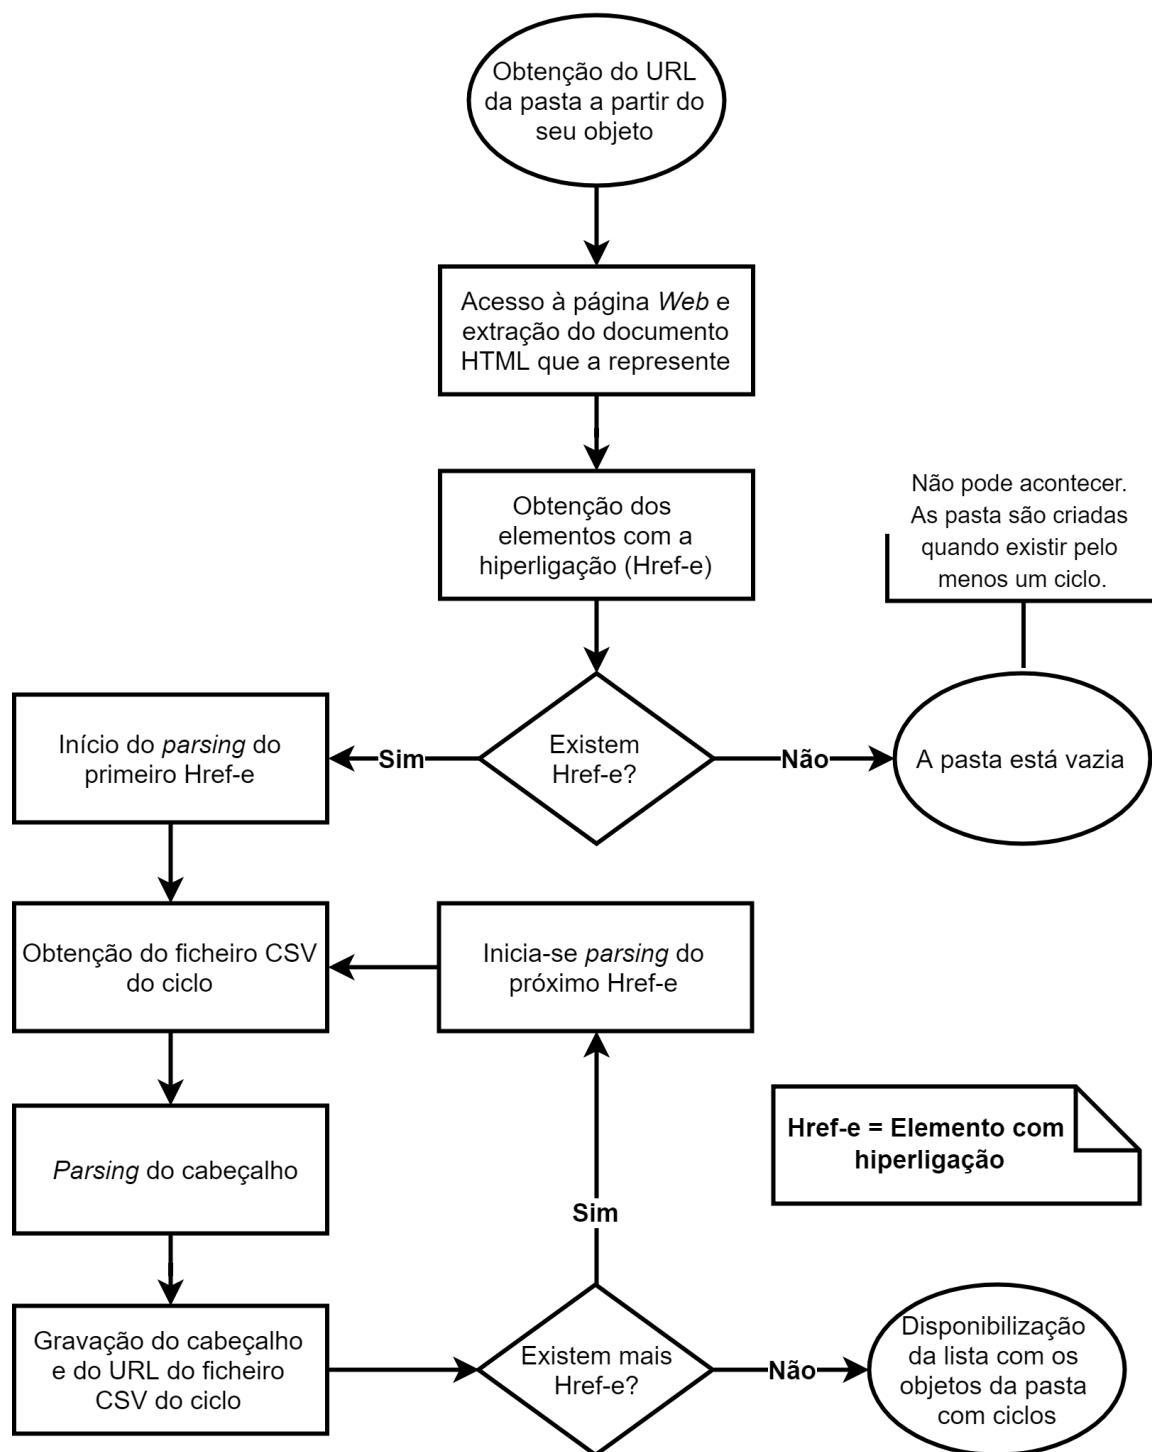 Obtenção do URL
da pasta a partir do
seu objeto
Acesso à página Web e
extração do documento
HTML que a represente
Obtenção dos
elementos com a
hiperligação (Href-e)
Não pode acontecer.
As pasta são criadas
quando existir pelo
menos um ciclo.
Início do parsing do
primeiro Href-e
Sim
Existem
Href-e?
Não
A pasta está vazia
Obtenção do ficheiro CSV
do ciclo
Inicia-se parsing do
próximo Href-e
Parsing do cabeçalho
Href-e = Elemento com
hiperligação
Sim
Gravação do cabeçalho
e do URL do ficheiro
CSV do ciclo
Existem mais
Href-e?
Não
Disponibilização
da lista com os
objetos da pasta
com ciclos